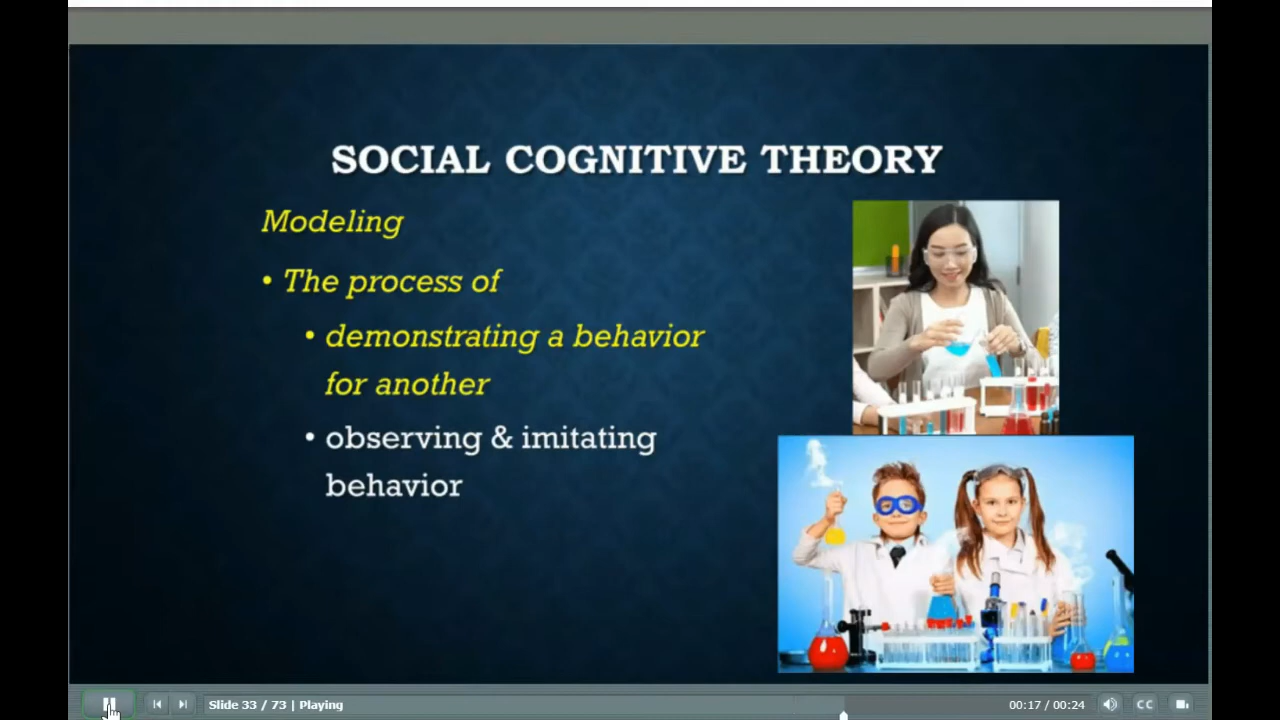 SOCIAL COGNITIVE THEORY
Modeling
• The process of
• demonstrating a behavior
for another
• observing & imitating
behavior
Slide 33 / 73 | Playing
00:17 / 00:24
CC